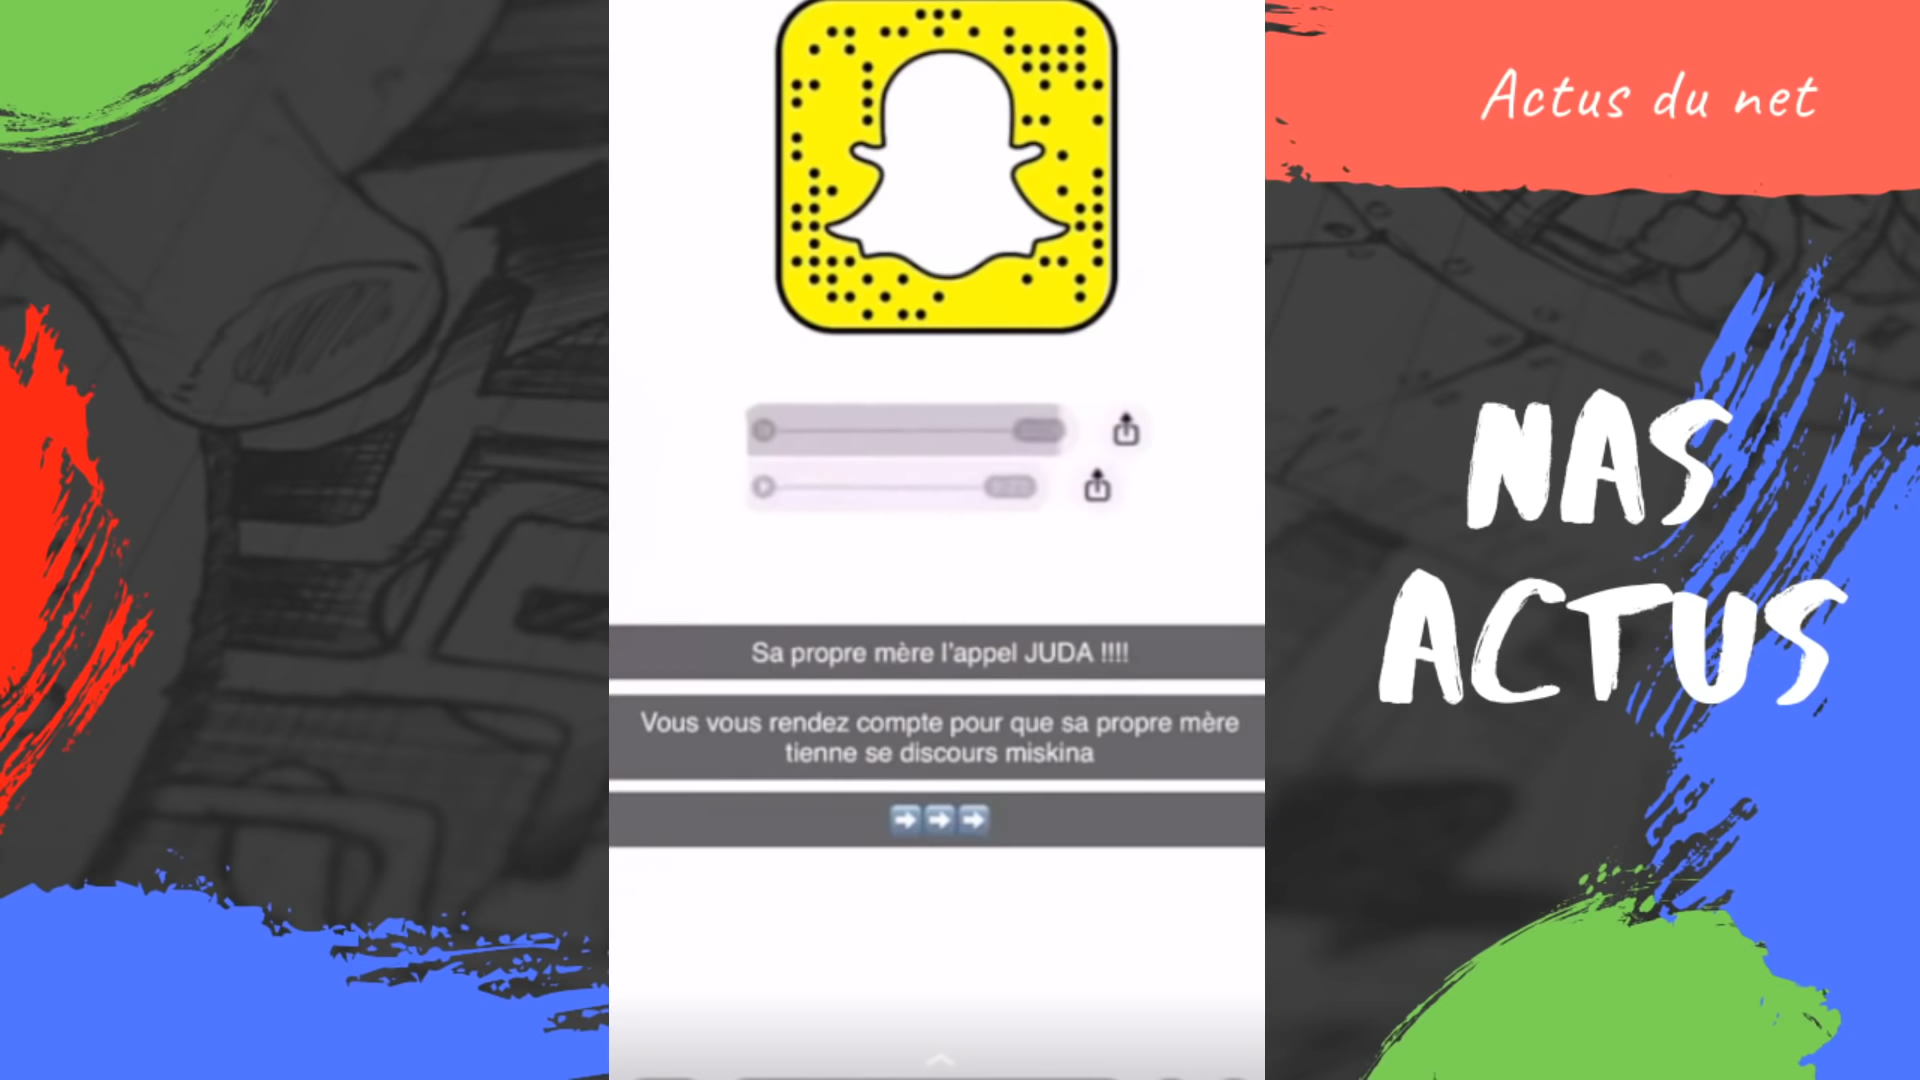 Actus du net
NAS
ACTUS
Sa propre mère l'appel JUDA !!!!
Vous vous rendez compte pour que sa propre mère
tienne se discours miskina
➡➡➡